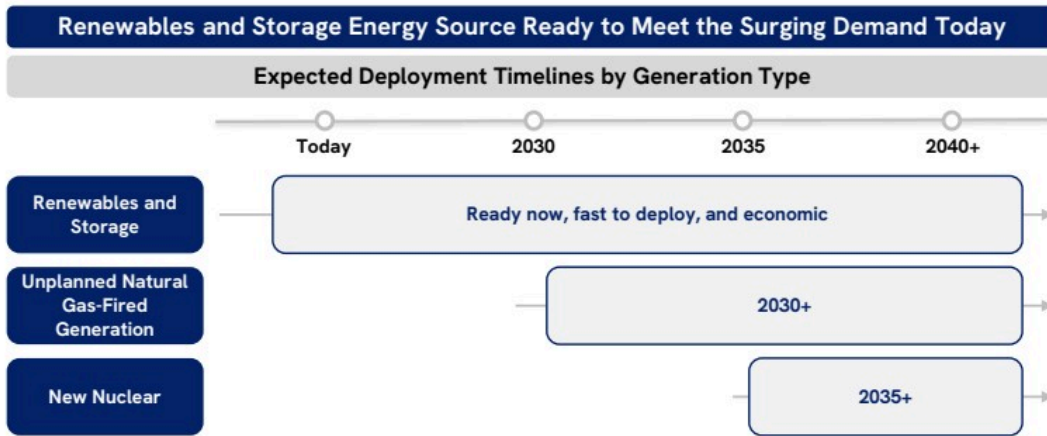 Renewables and Storage Energy Source Ready to Meet the Surging Demand Today
Expected Deployment Timelines by Generation Type
Today
2030
2035
2040+
Renewables and
Storage
Ready now, fast to deploy, and economic
Unplanned Natural
Gas-Fired
Generation
2030+
New Nuclear
2035+